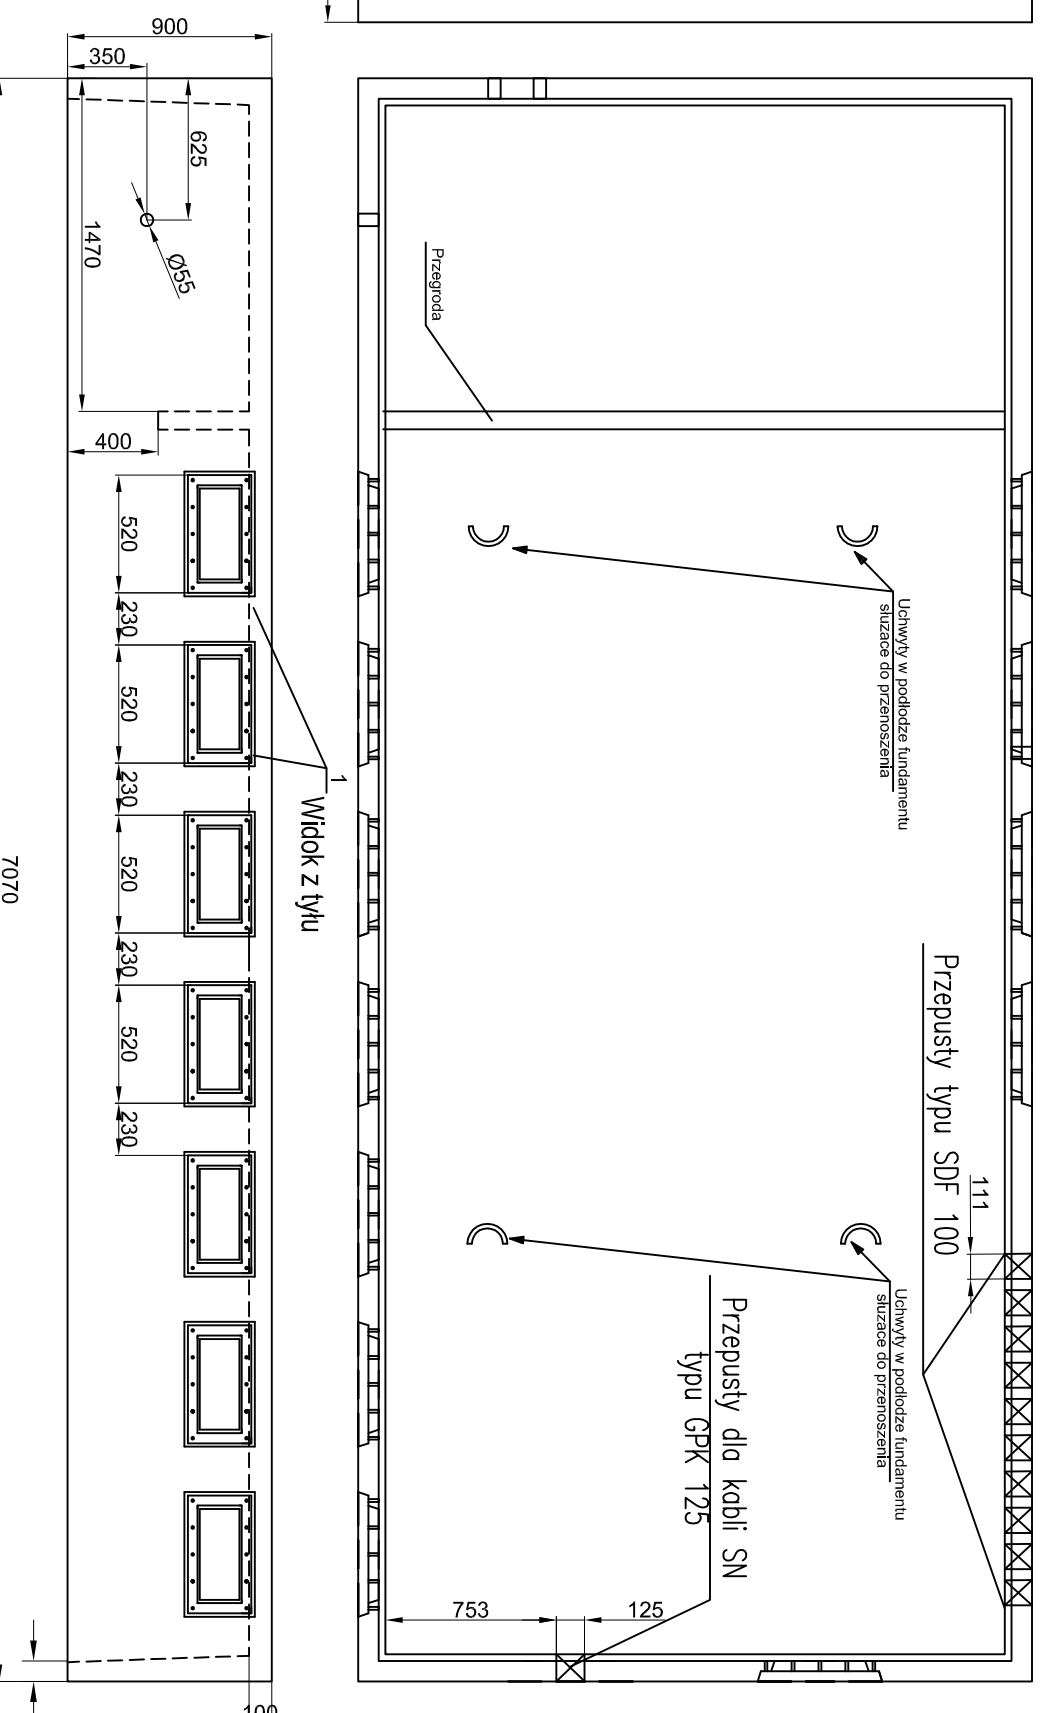 900
350
625
1470
Ø55
400
520
230
520
230
520
230
520
230
7070
100
1
Widok z tyłu
Przegroda
Uchwyty w podłodze fundamentu
służace do przenoszenia
Przepusty typu SDF 100
111
Uchwyty w podłodze fundamentu
służace do przenoszenia
Przepusty dla kabli SN
typu GPK 125
753
125